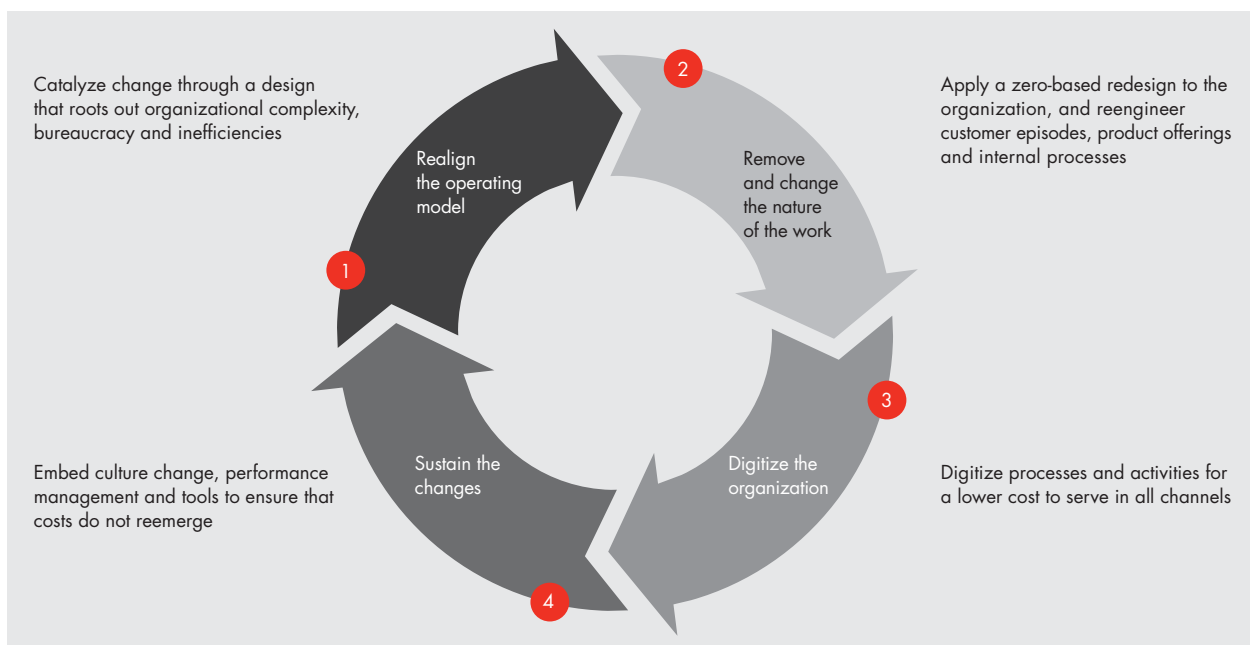 1
Realign
the operating
model
Catalyze change through a design
that roots out organizational complexity,
bureaucracy and inefficiencies
2
Remove
and change
the nature
of the work
Apply a zero-based redesign to the
organization, and reengineer
customer episodes, product offerings
and internal processes
3
Digitize the
organization
Digitize processes and activities for
a lower cost to serve in all channels
4
Sustain the
changes
Embed culture change, performance
management and tools to ensure that
costs do not reemerge